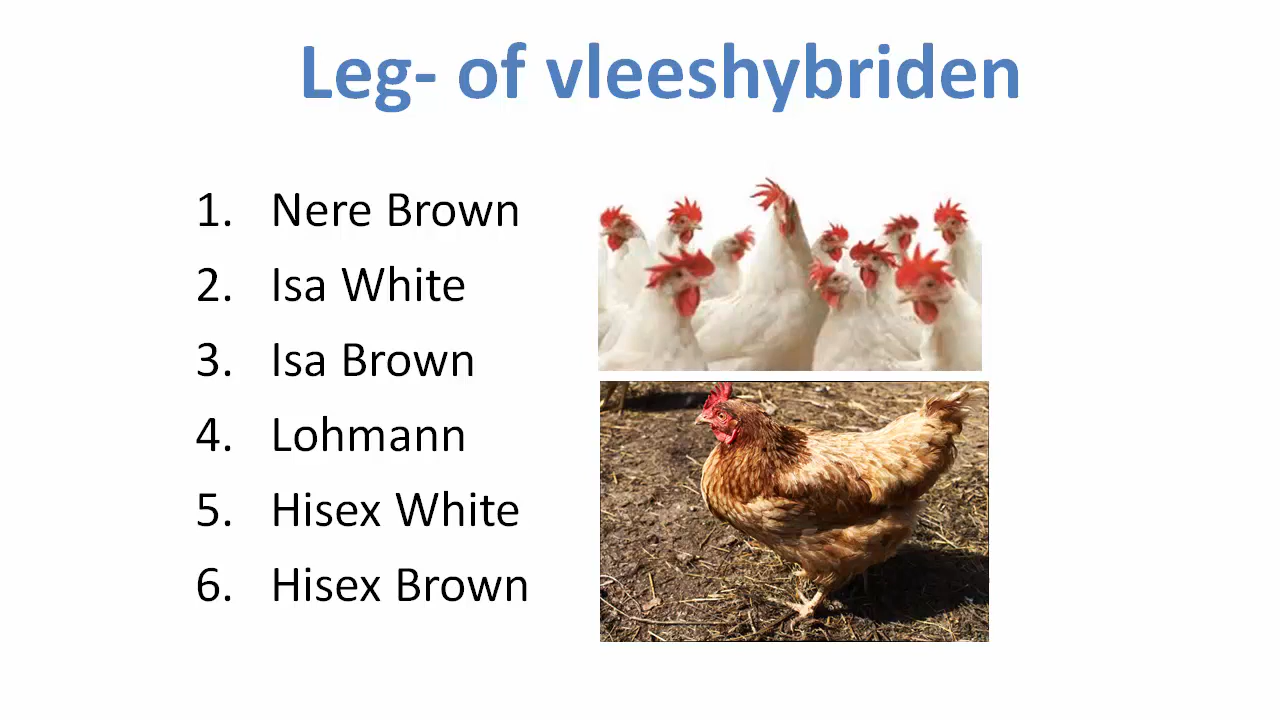 Leg- of vleeshybriden
1. Nere Brown
2. Isa White
3. Isa Brown
4. Lohmann
5. Hisex White
6. Hisex Brown